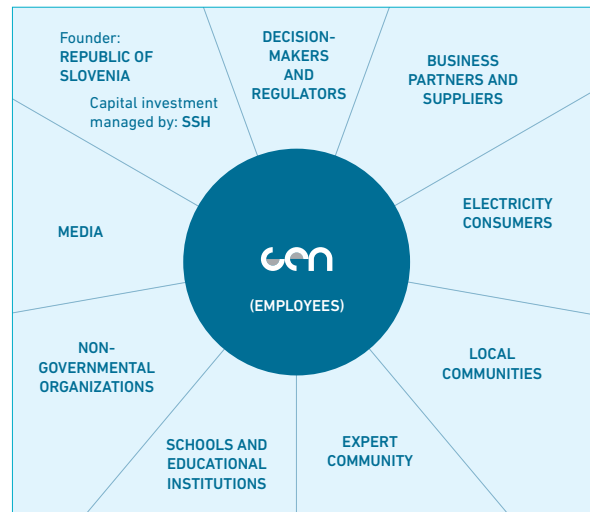 Founder:
REPUBLIC OF
SLOVENIA
Capital investment
managed by: SSH
DECISION-
MAKERS
AND
REGULATORS
BUSINESS
PARTNERS AND
SUPPLIERS
MEDIA
ELECTRICITY
CONSUMERS
cen
(EMPLOYEES)
NON-
GOVERNMENTAL
ORGANIZATIONS
LOCAL
COMMUNITIES
SCHOOLS AND
EDUCATIONAL
INSTITUTIONS
EXPERT
COMMUNITY